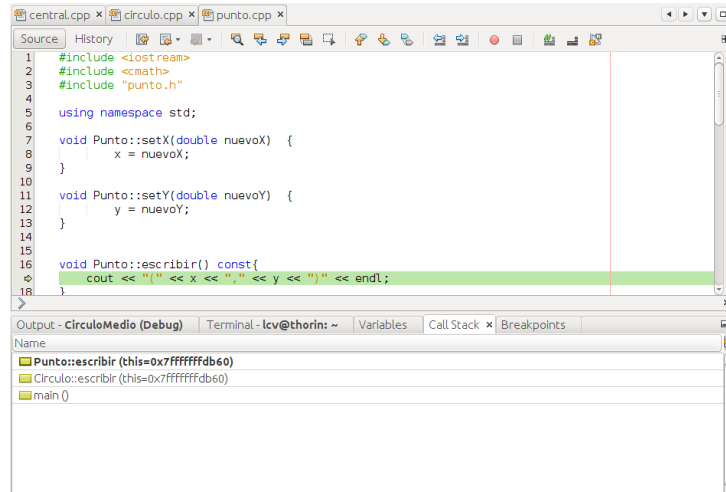 central.cpp × circulo.cpp × punto.cpp ×
Source History
1 #include <iostream>
2 #include <cmath>
3 #include "punto.h"
4
5 using namespace std;
6
7 void Punto::setX(double nuevoX) {
8 x = nuevoX;
9 }
10
11 void Punto::setY(double nuevoY) {
12 y = nuevoY;
13 }
14
15
16 void Punto::escribir() const{
cout << "(" << x << "," << y << ")" << endl;
18 }
Output - CirculoMedio (Debug) Terminal - lcv@thorin: ~ Variables Call Stack × Breakpoints
Name
Punto::escribir (this=0x7fffffffdb60)
Circulo::escribir (this=0x7fffffffdb60)
main ()